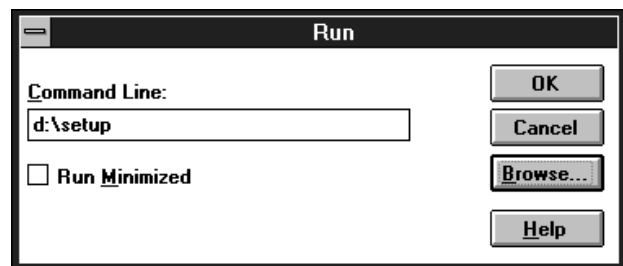 Run
Command Line:
d:\setup
Run Minimized
OK
Cancel
Browse...
Help